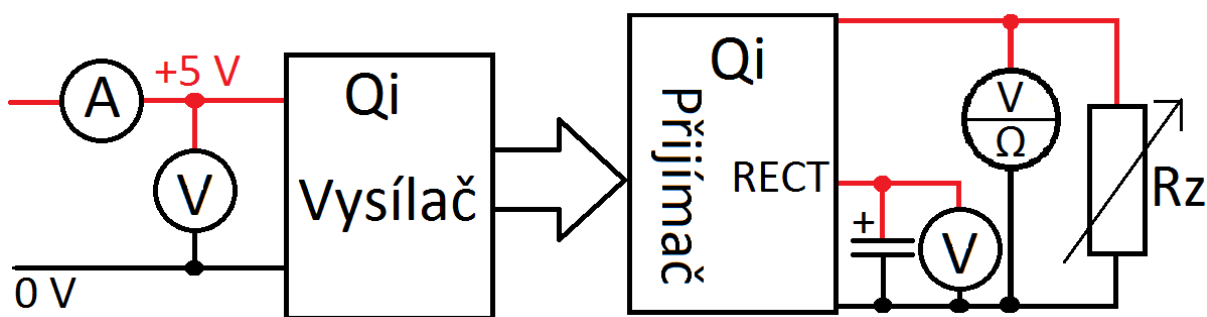 A
+5 V
V
0 V
Qi
Vysílač
Qi
Přijímač
RECT
+
V
V
Ω
Rz